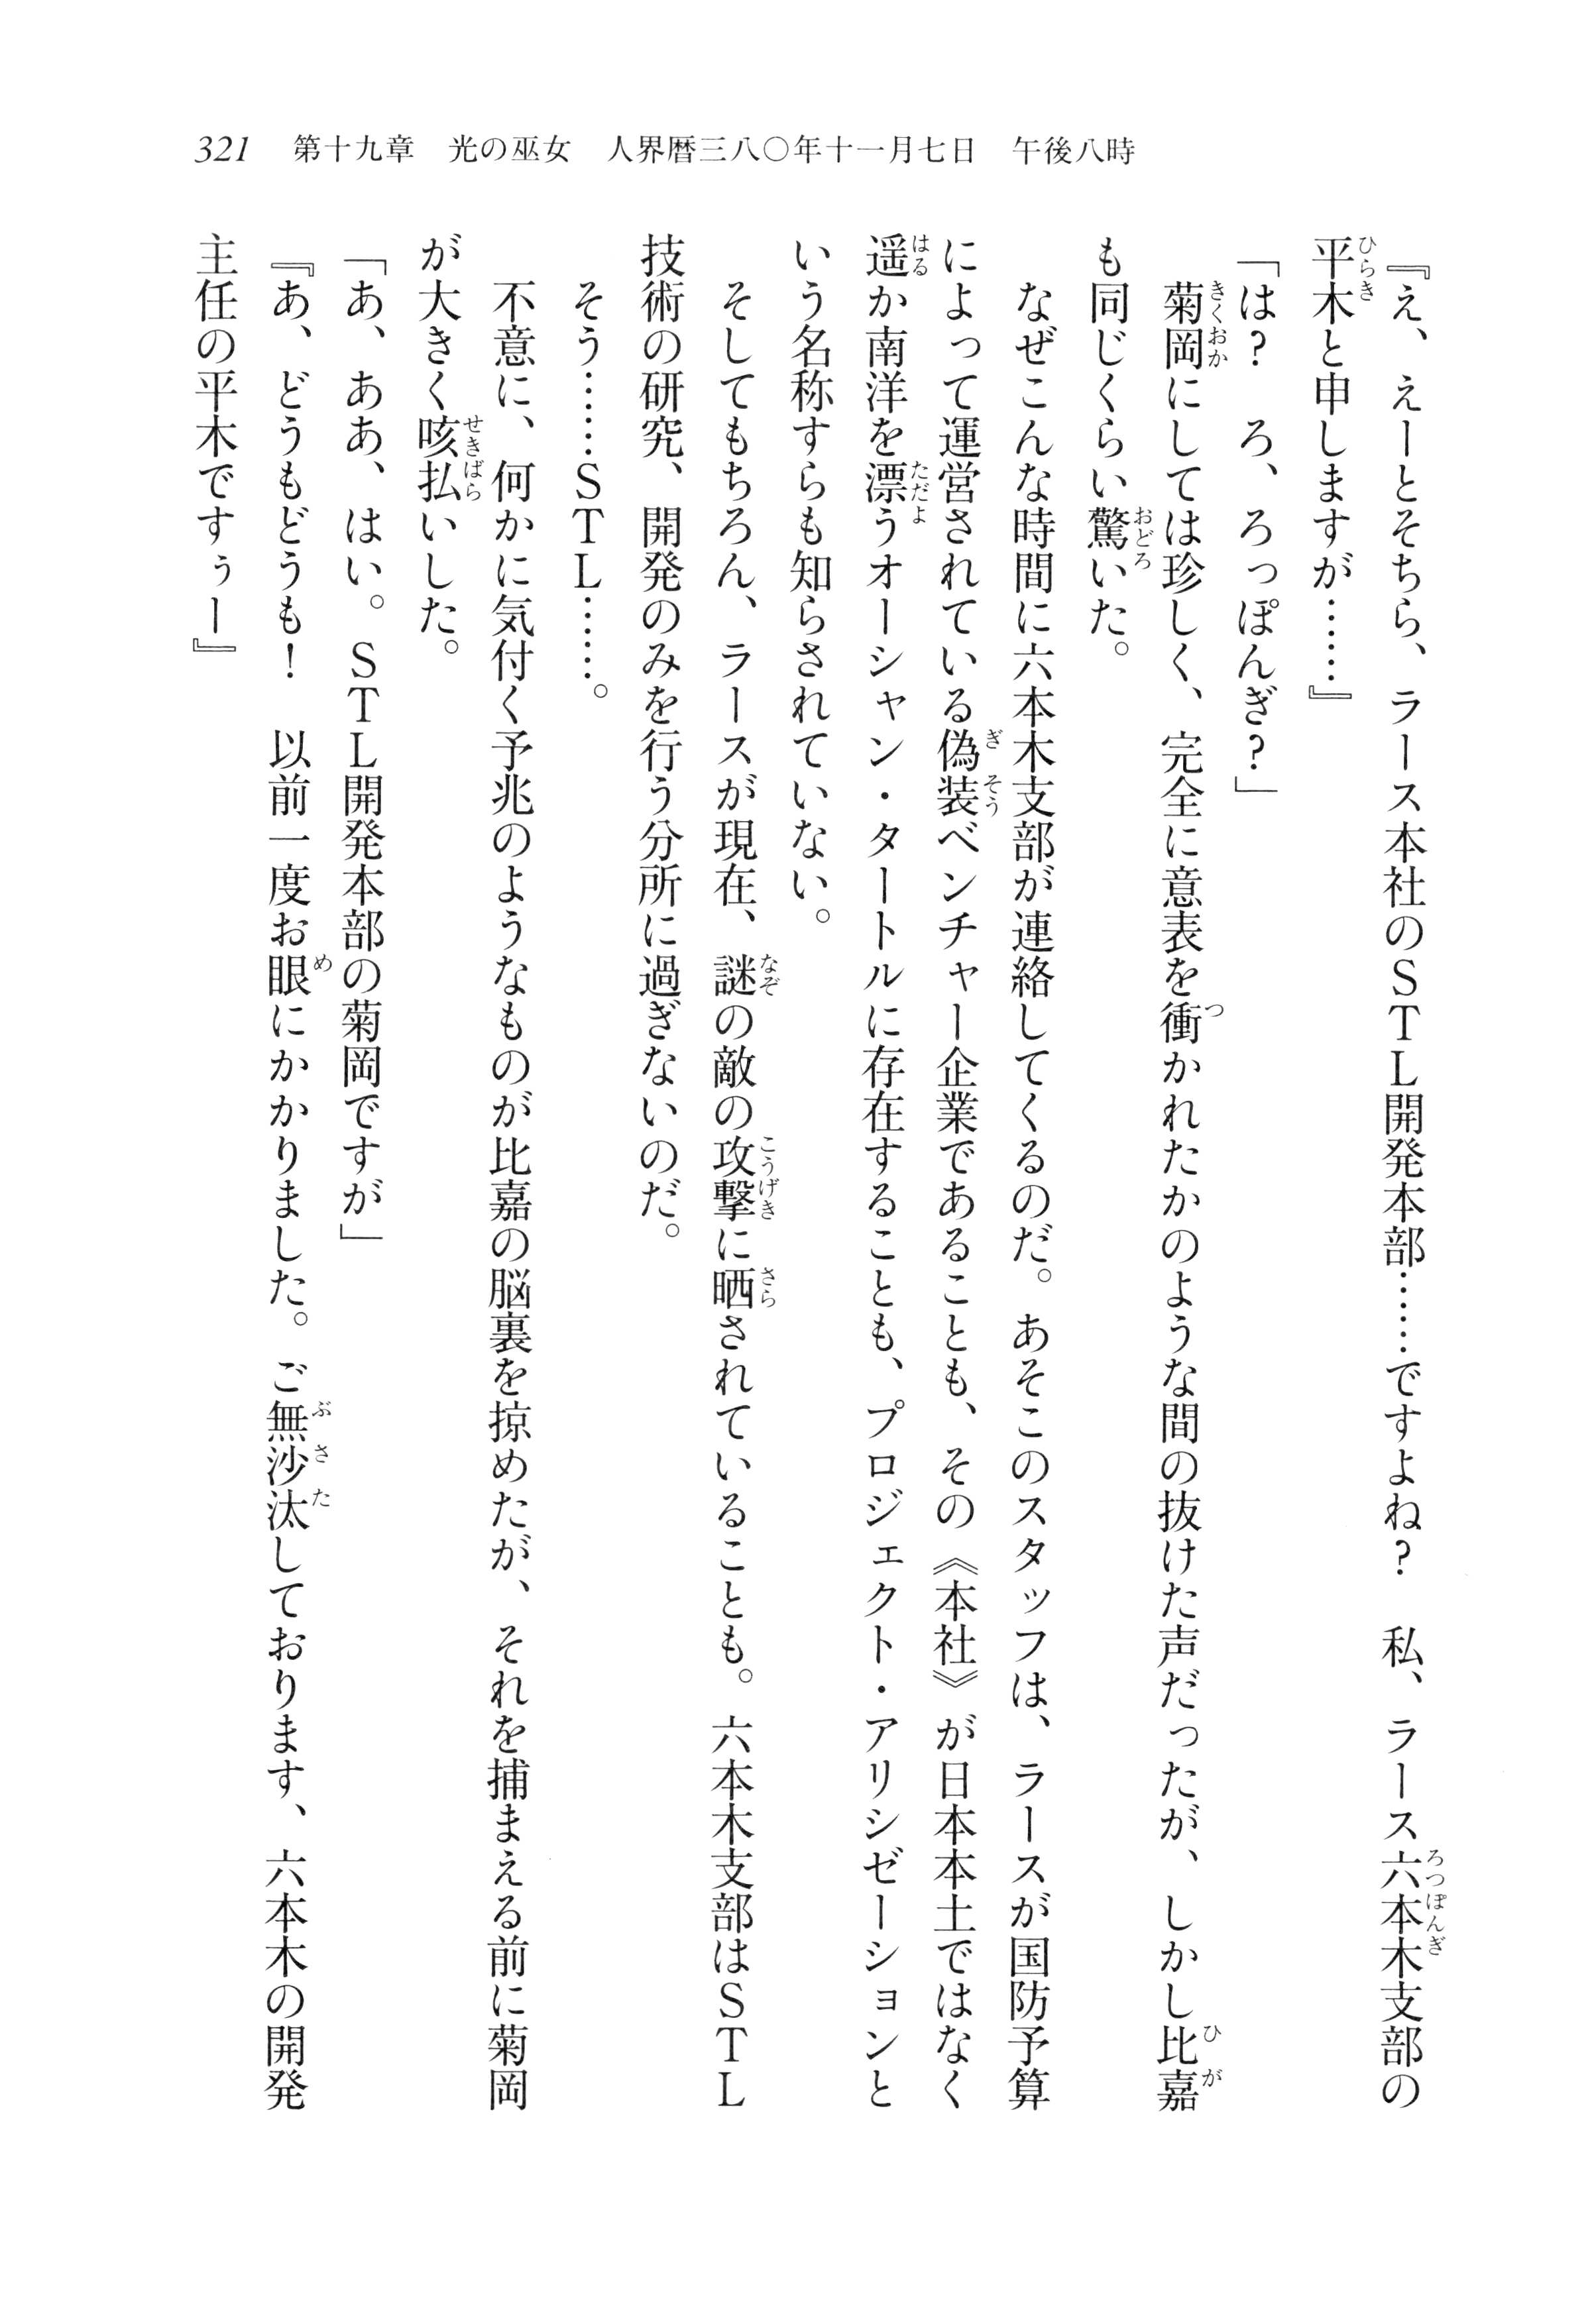 321　第十九章　光の巫女　人界暦三八〇年十一月七日　午後八時
『え、えーとそちら、ラース本社のＳＴＬ開発本部……ですよね？　私、ラース六本木支部の
平木と申しますが……』
「は？　ろ、ろっぽんぎ？」
　菊岡にしては珍しく、完全に意表を衝かれたかのような間の抜けた声だったが、しかし比嘉
も同じくらい驚いた。
　なぜこんな時間に六本木支部が連絡してくるのだ。あそこのスタッフは、ラースが国防予算
によって運営されている偽装ベンチャー企業であることも、その《本社》が日本本土ではなく
遥か南洋を漂うオーシャン・タートルに存在することも、プロジェクト・アリシゼーションと
いう名称すらも知らされていない。
　そしてもちろん、ラースが現在、謎の敵の攻撃に晒されていることも。六本木支部はＳＴＬ
技術の研究、開発のみを行う分所に過ぎないのだ。
　そう……ＳＴＬ……。
　不意に、何かに気付く予兆のようなものが比嘉の脳裏を掠めたが、それを捕まえる前に菊岡
が大きく咳払いした。
「あ、ああ、はい。ＳＴＬ開発本部の菊岡ですが」
『あ、どうもどうも！　以前一度お眼にかかりました。ご無沙汰しております、六本木の開発
主任の平木ですぅー』